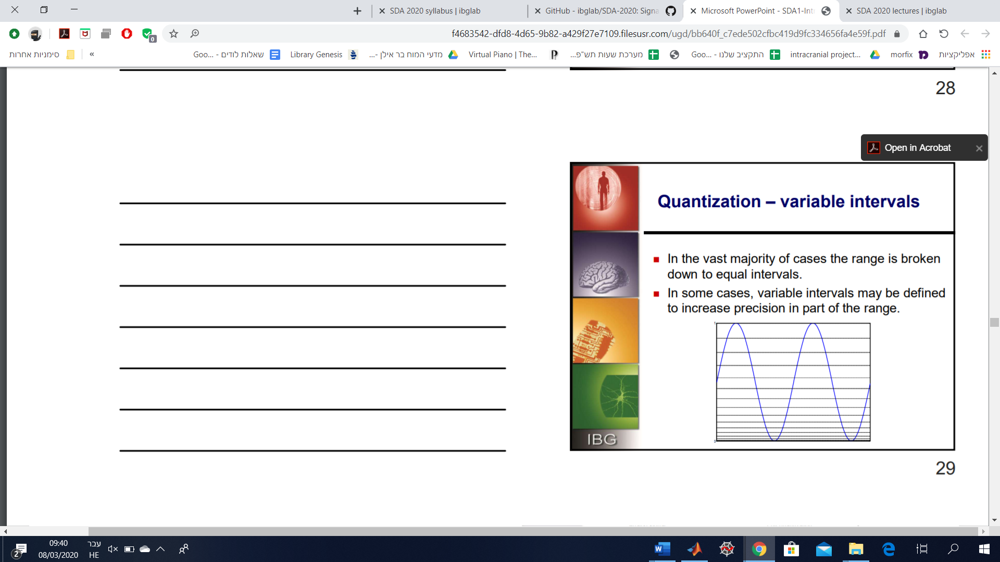 SDA 2020 syllabus | ibglab
GitHub - ibglab/SDA-2020: Signa
Microsoft PowerPoint - SDA1-Int
SDA 2020 lectures | ibglab
0
f4683542-dfd8-4d65-9b82-a429f27e7109.filesusr.com/ugd/bb640f_c7ede502cfbc419d9fc334656fa4e59f.pdf
סימניות אחרות
«
שאלות לודים - Goo...
Library Genesis
מדעי המוח בר אילן -...
Virtual Piano | The...
מערכת שעות תש"פ...
התקציב שלנו - Goo...
intracranial project...
morfix
אפליקציות
28
Open in Acrobat
Quantization – variable intervals
In the vast majority of cases the range is broken
down to equal intervals.
In some cases, variable intervals may be defined
to increase precision in part of the range.
1
0
IBG
29
2
09:40
08/03/2020
עבר
HE